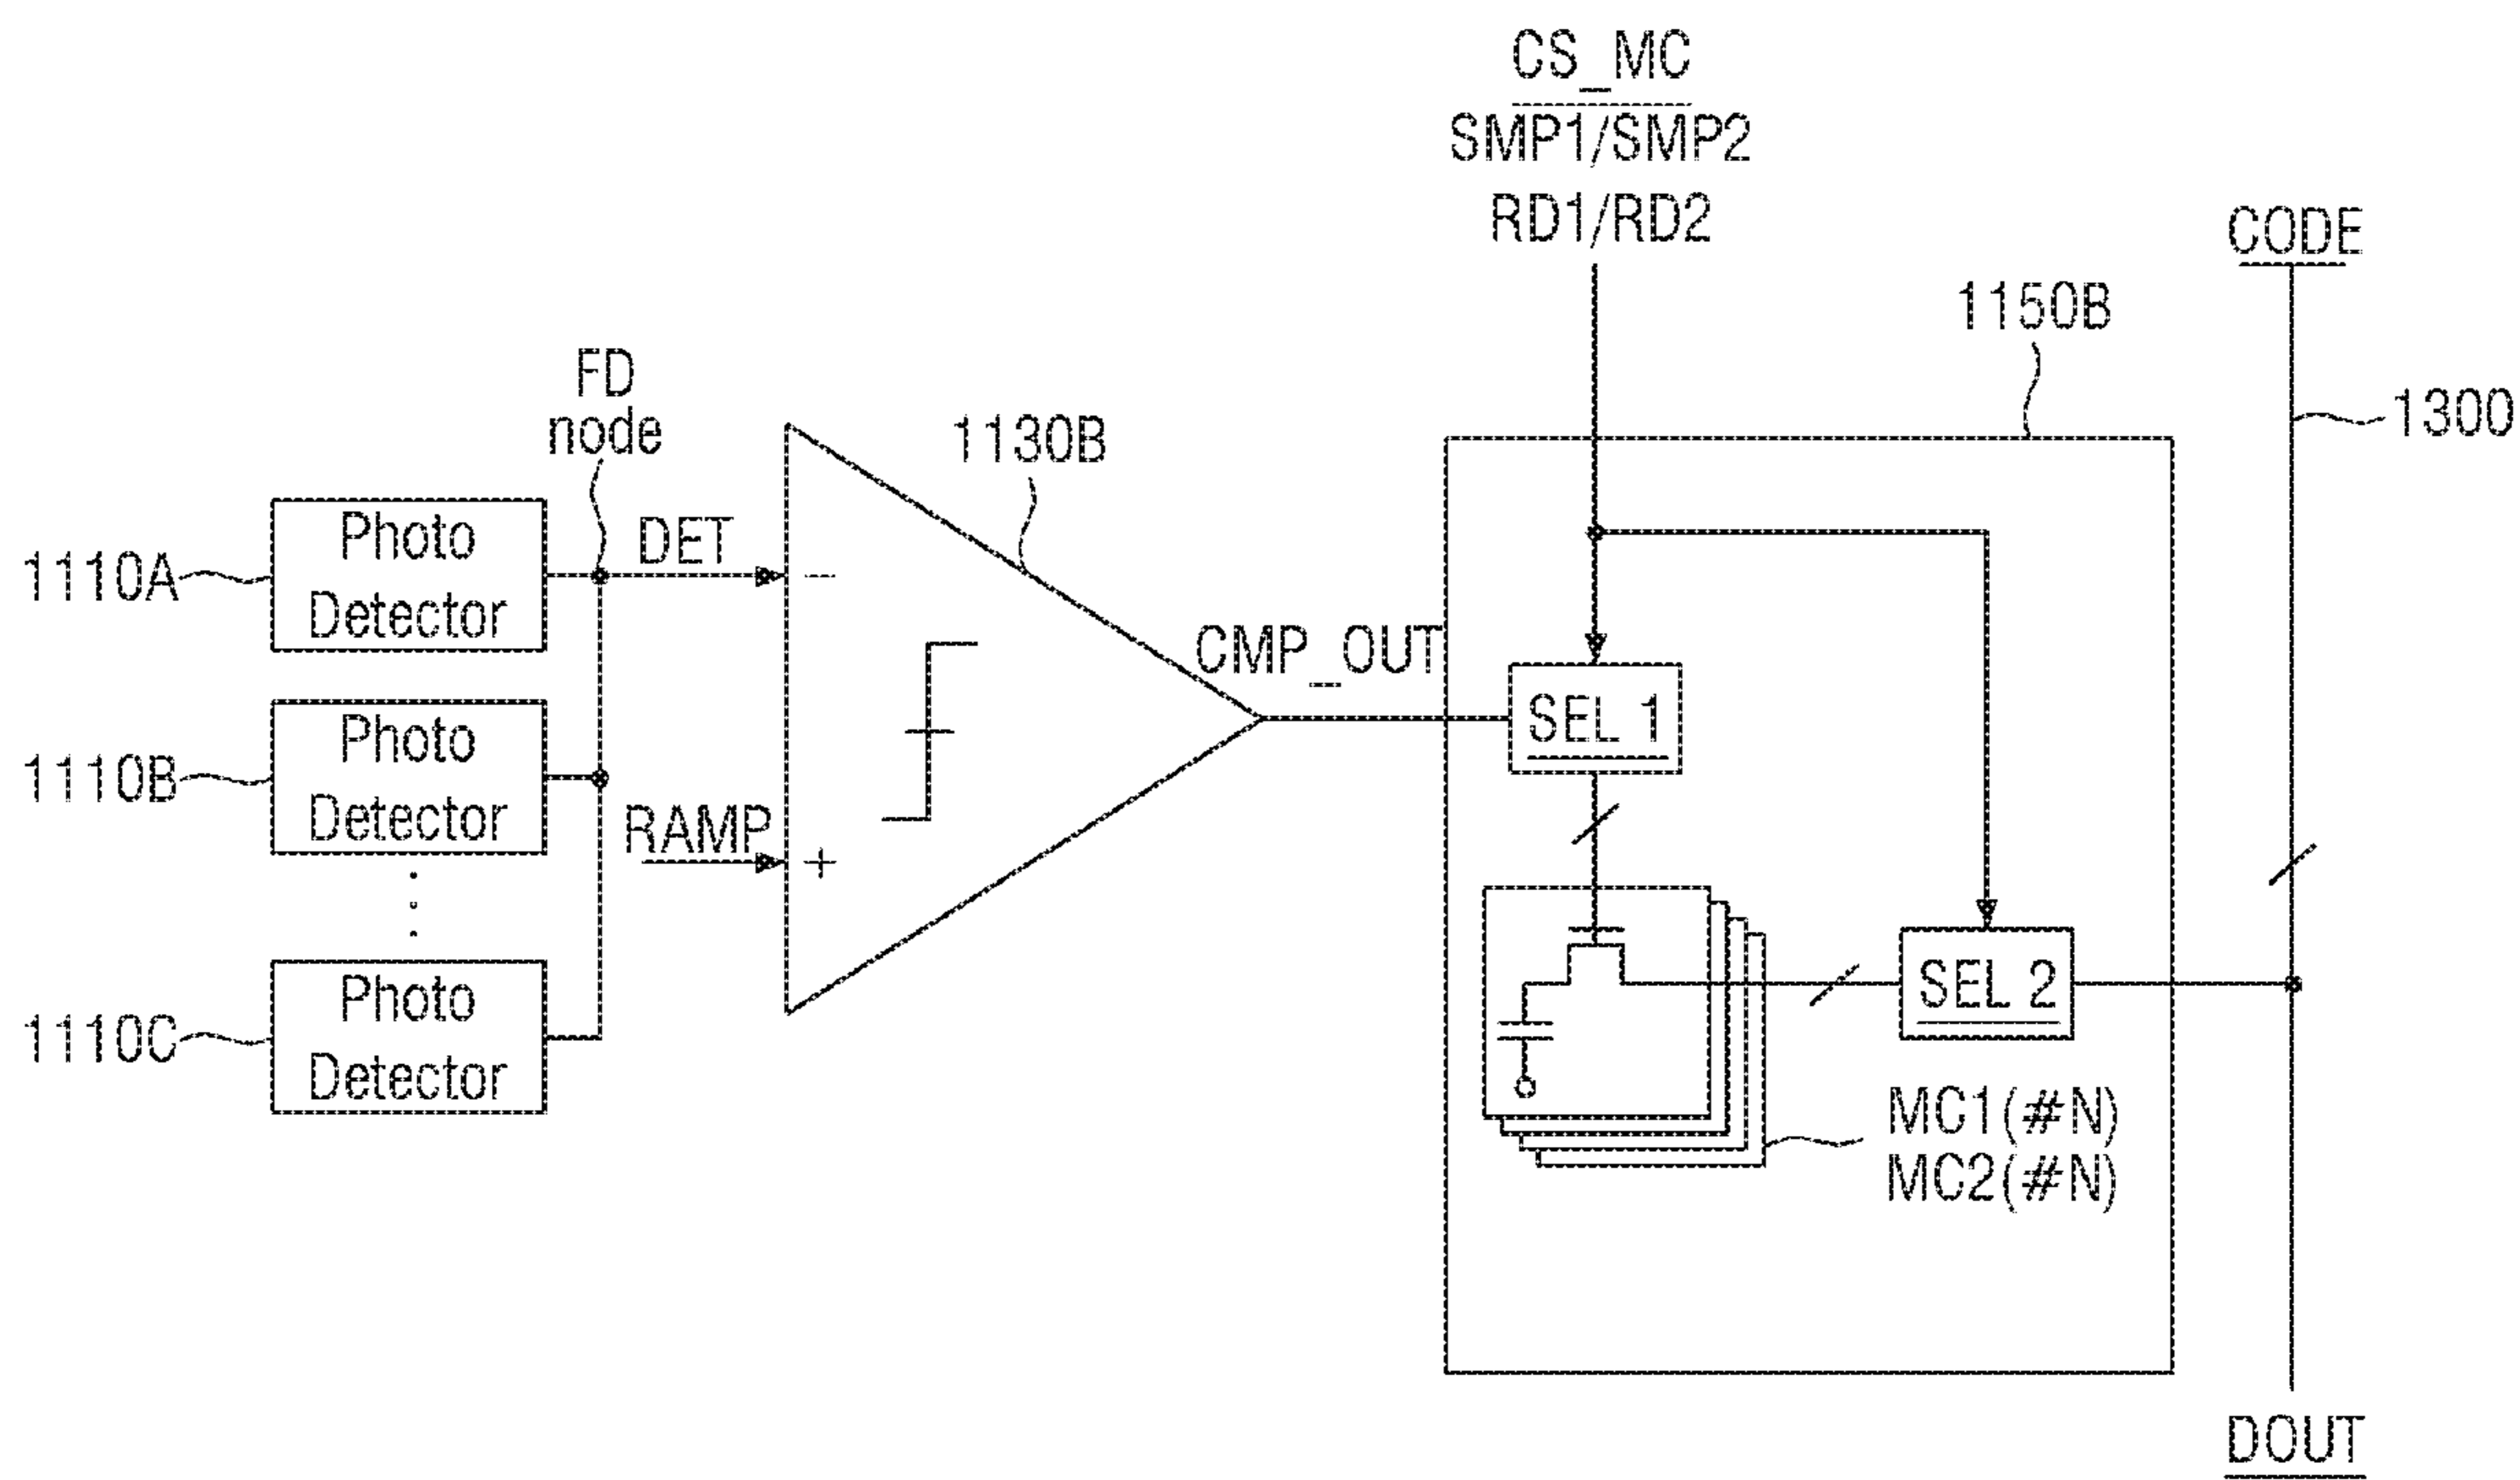 CS_MC
SMP1/SMP2
RD1/RD2
CODE
1150B
1300
FD
node
1130B
DET
−
Photo
Detector
1110A
CMP_OUT
SEL 1
Photo
Detector
1110B
RAMP
+
SEL 2
Photo
Detector
1110C
MC1(#N)
MC2(#N)
DOUT